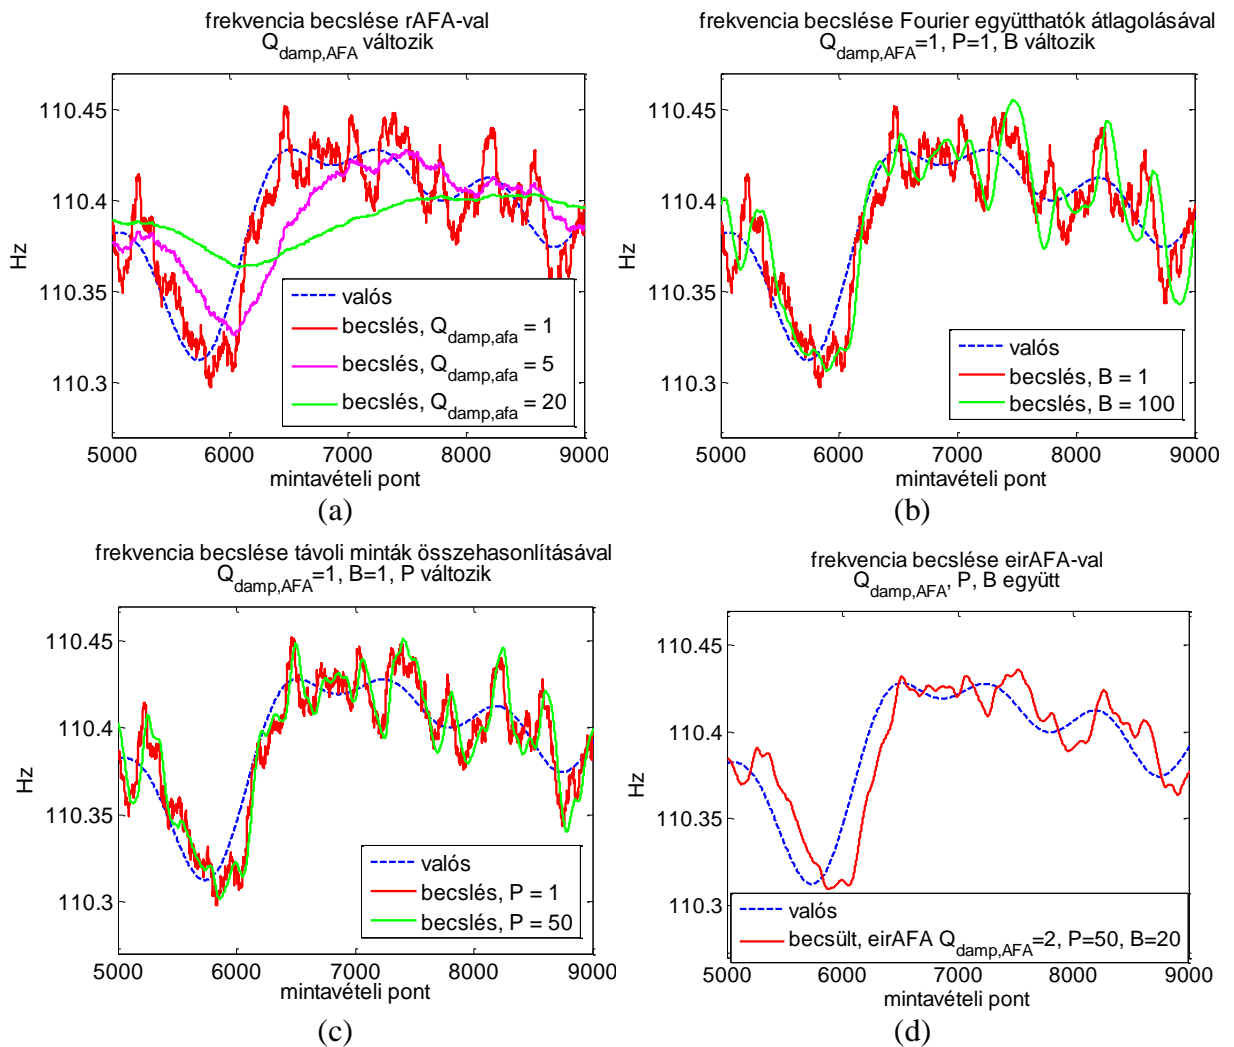 frekvencia becslése rAFA-val
Q_damp,AFA változik
110.45
110.4
110.35
110.3
Hz
valós
becslés, Q_damp,afa = 1
becslés, Q_damp,afa = 5
becslés, Q_damp,afa = 20
5000 6000 7000 8000 9000
mintavételi pont
(a)
frekvencia becslése Fourier együtthatók átlagolásával
Q_damp,AFA=1, P=1, B változik
110.45
110.4
110.35
110.3
Hz
valós
becslés, B = 1
becslés, B = 100
5000 6000 7000 8000 9000
mintavételi pont
(b)
frekvencia becslése távoli minták összehasonlításával
Q_damp,AFA=1, B=1, P változik
110.45
110.4
110.35
110.3
Hz
valós
becslés, P = 1
becslés, P = 50
5000 6000 7000 8000 9000
mintavételi pont
(c)
frekvencia becslése eirAFA-val
Q_damp,AFA, P, B együtt
110.45
110.4
110.35
110.3
Hz
valós
becsült, eirAFA Q_damp,AFA=2, P=50, B=20
5000 6000 7000 8000 9000
mintavételi pont
(d)